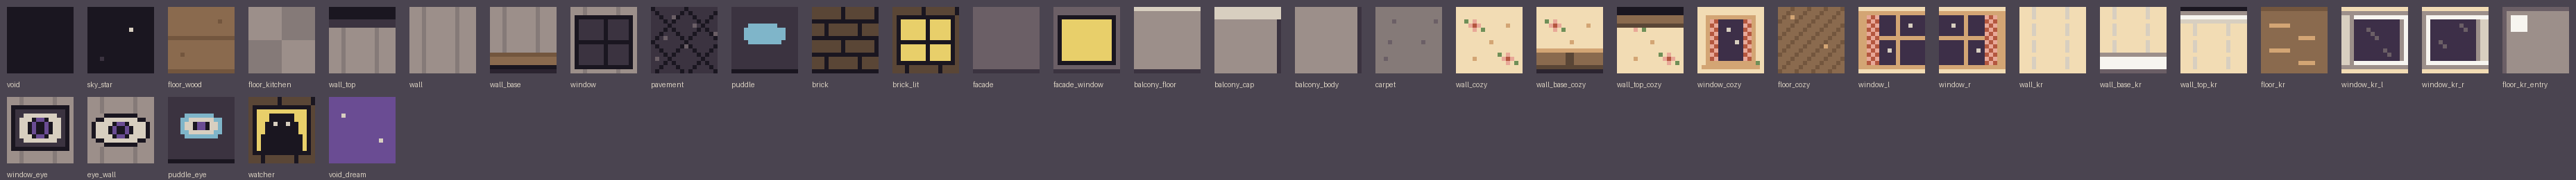 void sky_star floor_wood floor_kitchen wall_top wall wall_base window pavement puddle brick brick_lit facade facade_window balcony_floor balcony_cap balcony_body carpet wall_cozy wall_base_cozy wall_top_cozy window_cozy floor_cozy window_l window_r wall_kr wall_base_kr wall_top_kr floor_kr window_kr_l window_kr_r floor_kr_entry
window_eye eye_wall puddle_eye watcher void_dream